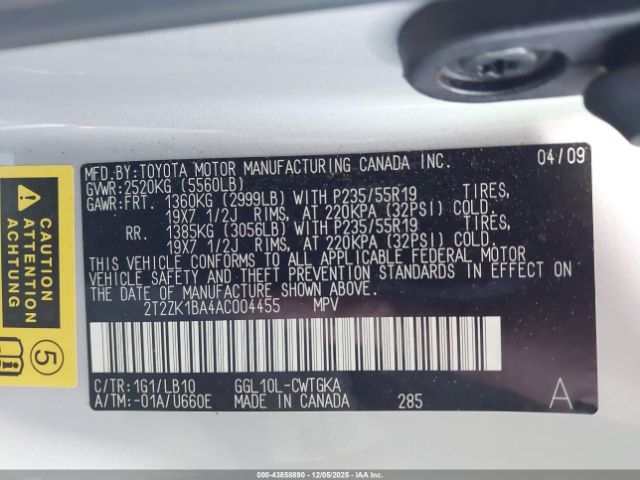 MFD.BY:TOYOTA MOTOR MANUFACTURING CANADA INC. 04/09
GVWR:2520KG (5560LB)
GAWR:FRT. 1360KG (2999LB) WITH P235/55R19 TIRES,
19X7 1/2J RIMS, AT 220KPA (32PSI) COLD.
RR. 1385KG (3056LB) WITH P235/55R19 TIRES,
19X7 1/2J RIMS, AT 220KPA (32PSI) COLD.
THIS VEHICLE CONFORMS TO ALL APPLICABLE FEDERAL MOTOR
VEHICLE SAFETY AND THEFT PREVENTION STANDARDS IN EFFECT ON
THE DATE OF MANUFACTURE SHOWN ABOVE.
2T2ZK1BA4AC004455 MPV
C/TR:1G1/LB10 GGL10L-CWTGKA A
A/TM:-01A/U660E MADE IN CANADA 285
CAUTION
5
000-43858890 - 12/05/2025 - IAAI.com